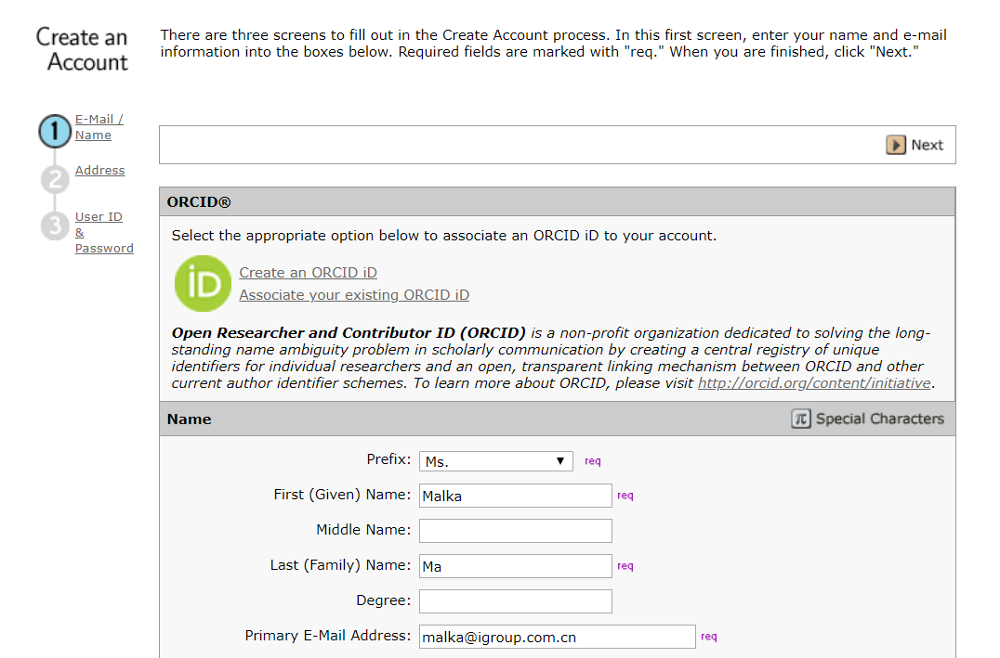 Create an
Account
There are three screens to fill out in the Create Account process. In this first screen, enter your name and e-mail
information into the boxes below. Required fields are marked with "req." When you are finished, click "Next."
1
E-Mail /
Name
2
Address
3
User ID
&
Password
Next
ORCID®
Select the appropriate option below to associate an ORCID iD to your account.
iD
Create an ORCID iD
Associate your existing ORCID iD
Open Researcher and Contributor ID (ORCID) is a non-profit organization dedicated to solving the long-
standing name ambiguity problem in scholarly communication by creating a central registry of unique
identifiers for individual researchers and an open, transparent linking mechanism between ORCID and other
current author identifier schemes. To learn more about ORCID, please visit http://orcid.org/content/initiative.
Name
π Special Characters
Prefix: Ms. req
First (Given) Name: Malka req
Middle Name:
Last (Family) Name: Ma req
Degree:
Primary E-Mail Address: malka@igroup.com.cn req